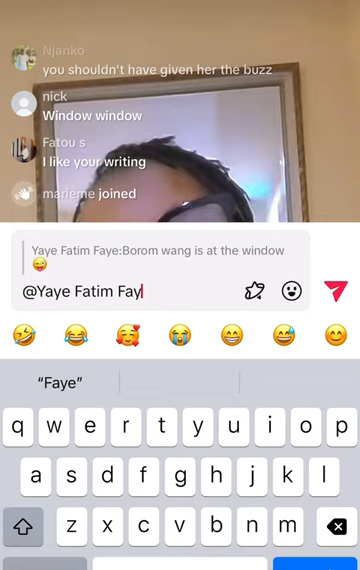 Njanko
you shouldn't have given her the buzz
nick
Window window
Fatou s
I like your writing
marieme joined
Yaye Fatim Faye:Borom wang is at the window
😜
@Yaye Fatim Fay
🤣 😂 🥰 😭 😁 😅 😊
“Faye”
q w e r t y u i o p
a s d f g h j k l
z x c v b n m